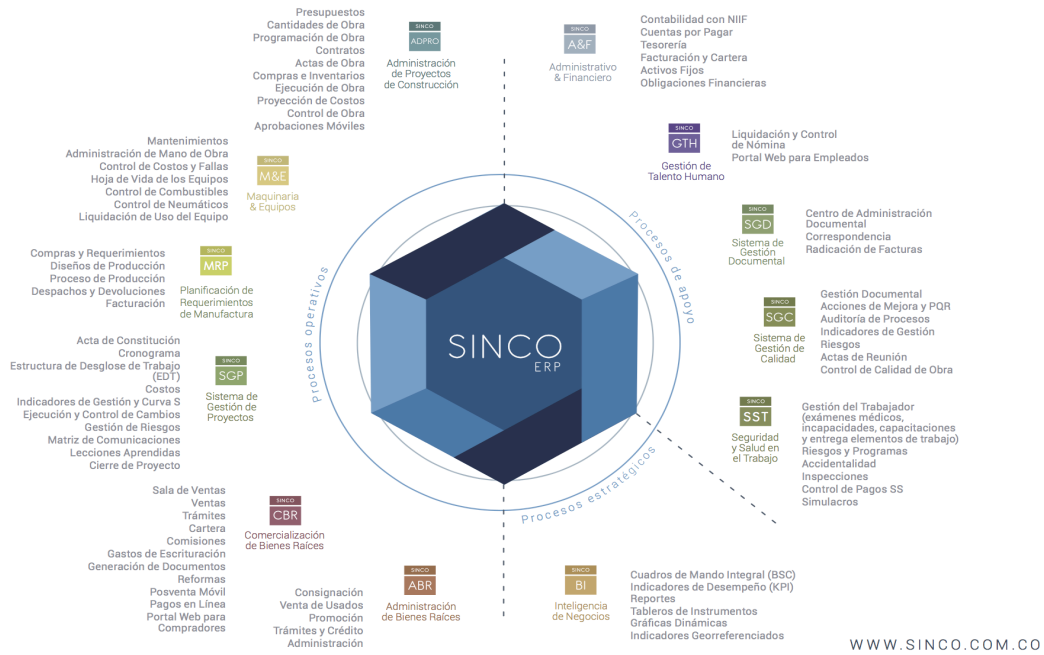 Presupuestos
Cantidades de Obra
Programación de Obra
Contratos
Actas de Obra
Compras e Inventarios
Ejecución de Obra
Proyección de Costos
Control de Obra
Aprobaciones Móviles
SINCO
ADPRO
Administración
de Proyectos
de Construcción
SINCO
A&F
Administrativo
& Financiero
Contabilidad con NIIF
Cuentas por Pagar
Tesorería
Facturación y Cartera
Activos Fijos
Obligaciones Financieras
Mantenimientos
Administración de Mano de Obra
Control de Costos y Fallas
Hoja de Vida de los Equipos
Control de Combustibles
Control de Neumáticos
Liquidación de Uso del Equipo
SINCO
M&E
Maquinaria
& Equipos
SINCO
GTH
Gestión de
Talento Humano
Liquidación y Control
de Nómina
Portal Web para Empleados
Compras y Requerimientos
Diseños de Producción
Proceso de Producción
Despachos y Devoluciones
Facturación
SINCO
MRP
Planificación de
Requerimientos
de Manufactura
SINCO
SGD
Sistema de
Gestión
Documental
Centro de Administración
Documental
Correspondencia
Radicación de Facturas
Procesos operativos
Procesos de apoyo
Procesos estratégicos
SINCO
ERP
SINCO
SGC
Sistema de
Gestión de
Calidad
Gestión Documental
Acciones de Mejora y PQR
Auditoría de Procesos
Indicadores de Gestión
Riesgos
Actas de Reunión
Control de Calidad de Obra
Acta de Constitución
Cronograma
Estructura de Desglose de Trabajo
(EDT)
Costos
Indicadores de Gestión y Curva S
Ejecución y Control de Cambios
Gestión de Riesgos
Matriz de Comunicaciones
Lecciones Aprendidas
Cierre de Proyecto
SINCO
SGP
Sistema de
Gestión de
Proyectos
SINCO
SST
Seguridad
y Salud en
el Trabajo
Gestión del Trabajador
(exámenes médicos,
incapacidades, capacitaciones
y entrega elementos de trabajo)
Riesgos y Programas
Accidentalidad
Inspecciones
Control de Pagos SS
Simulacros
Sala de Ventas
Ventas
Trámites
Cartera
Comisiones
Gastos de Escrituración
Generación de Documentos
Reformas
Posventa Móvil
Pagos en Línea
Portal Web para
Compradores
SINCO
CBR
Comercialización
de Bienes Raíces
Consignación
Venta de Usados
Promoción
Trámites y Crédito
Administración
SINCO
ABR
Administración
de Bienes Raíces
SINCO
BI
Inteligencia
de Negocios
Cuadros de Mando Integral (BSC)
Indicadores de Desempeño (KPI)
Reportes
Tableros de Instrumentos
Gráficas Dinámicas
Indicadores Georreferenciados
WWW.SINCO.COM.CO